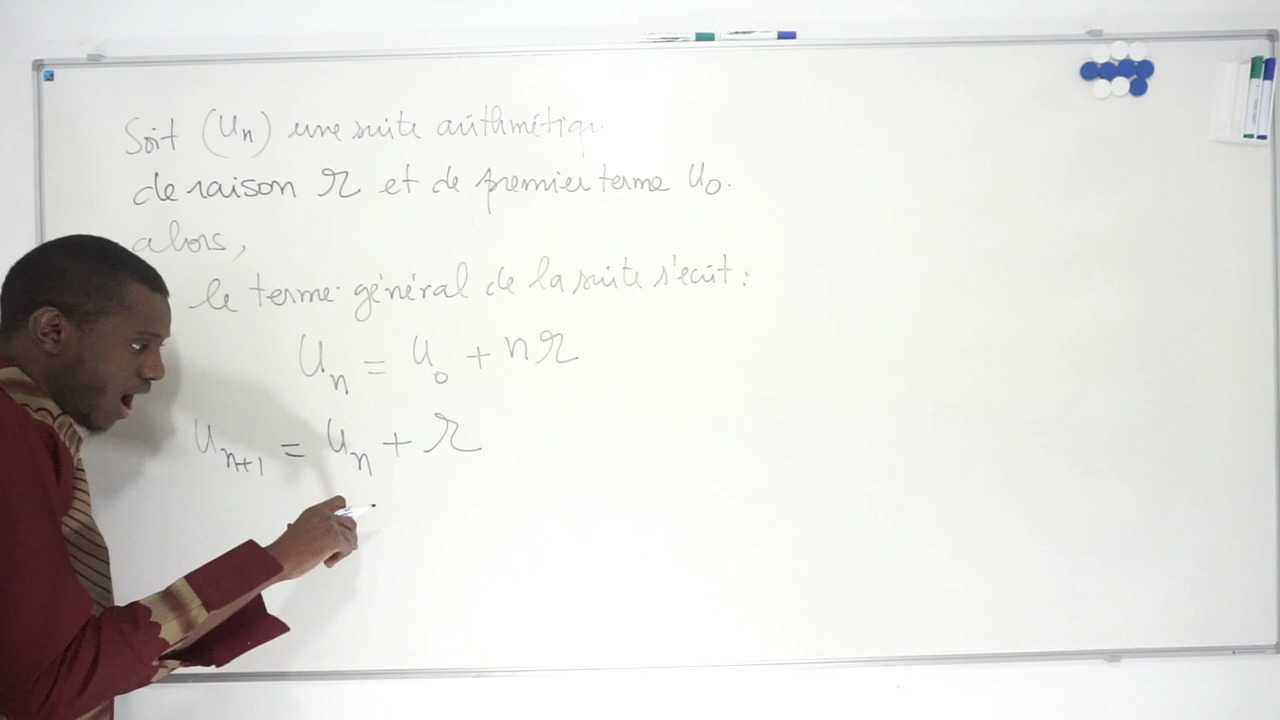 Soit (Un) une suite arithmétiq
de raison r et de premier terme U0.
alors,
le terme général de la suite s'écrit :
Un = U0 + nr
Un+1 = Un + r